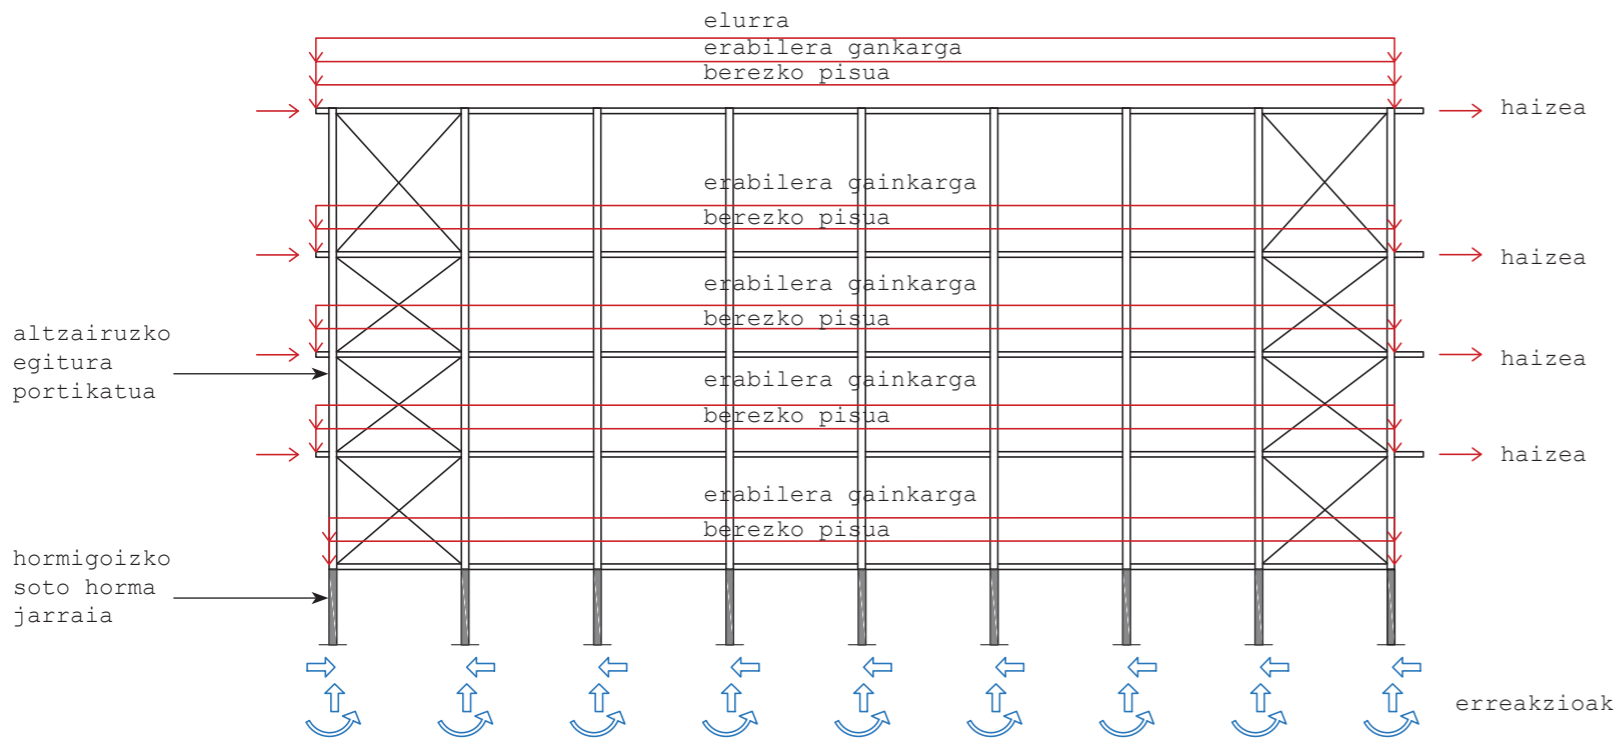 elurra
erabilera gankarga
berezko pisua
haizea
erabilera gainkarga
berezko pisua
haizea
erabilera gainkarga
berezko pisua
altzairuzko
egitura
portikatua
haizea
erabilera gainkarga
berezko pisua
haizea
erabilera gainkarga
berezko pisua
hormigoizko
soto horma
jarraia
erreakzioak